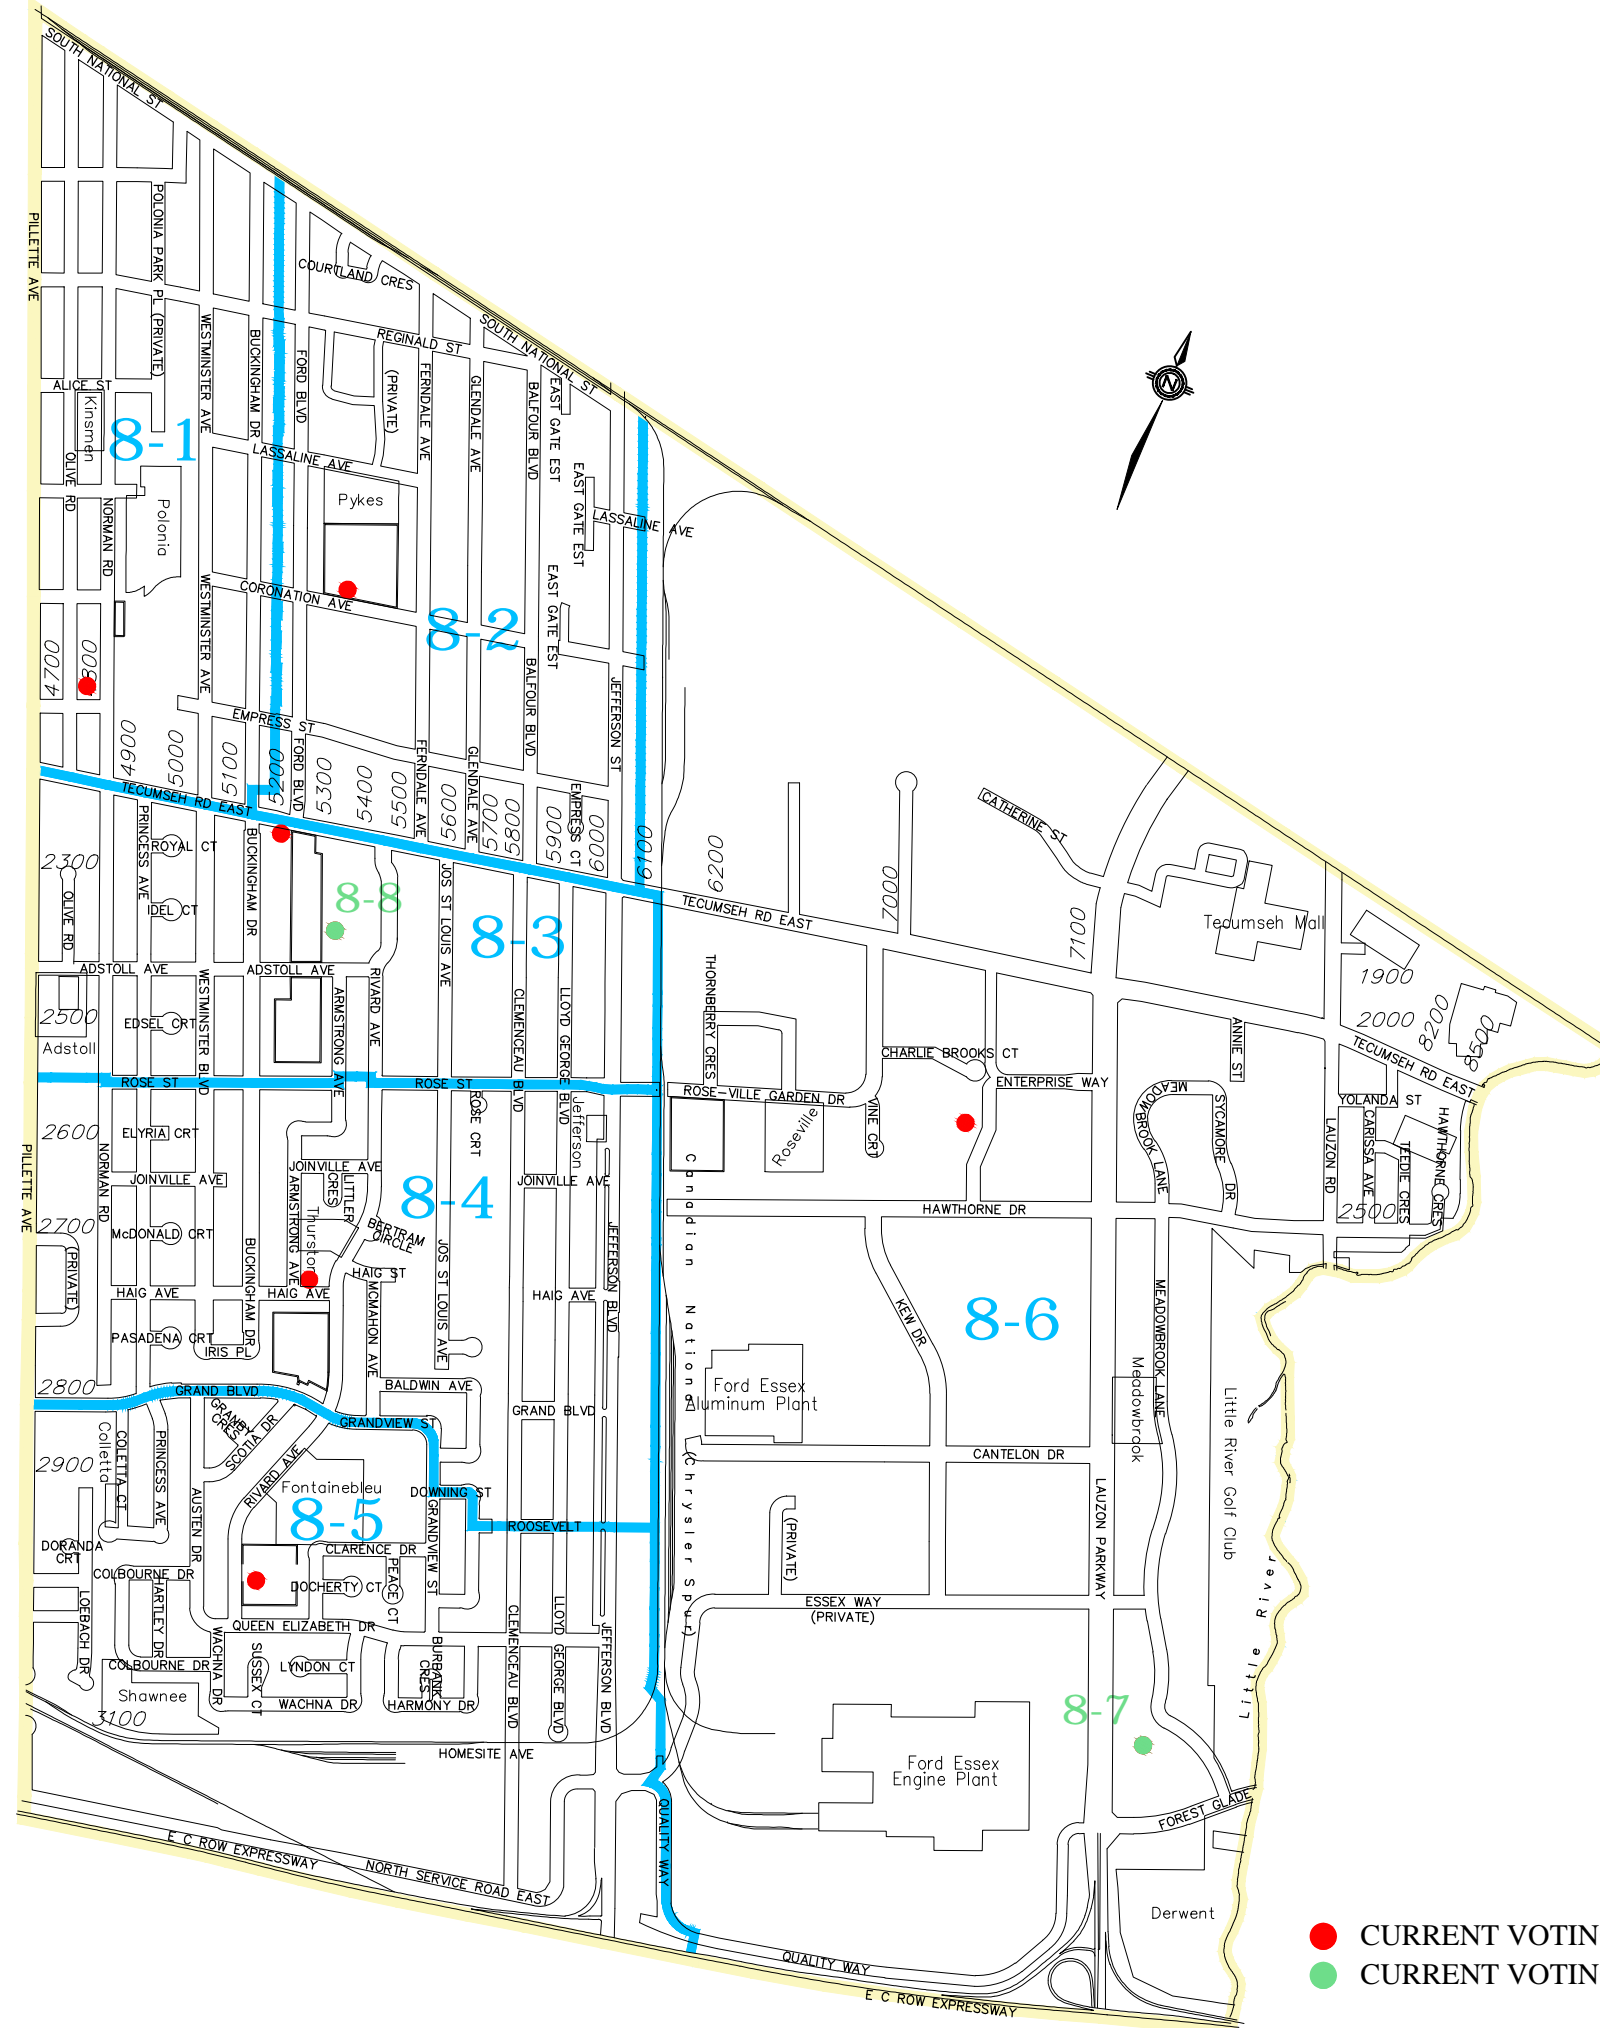 SOUTH NATIONAL ST
PILLETTE AVE
POLONIA PARK PL (PRIVATE)
COURTLAND CRES
WESTMINSTER AVE
BUCKINGHAM DR
FORD BLVD
REGINALD ST
SOUTH NATIONAL ST
(PRIVATE)
FERNDALE AVE
GLENDALE AVE
BALFOUR BLVD
EAST GATE EST
ALICE ST
Kinsmen
8-1
OLIVE RD
NORMAN RD
Polonia
LASSALINE AVE
Pykes
EAST GATE EST
LASSALINE AVE
N
WESTMINSTER AVE
CORONATION AVE
8-2
EAST GATE EST
BALFOUR BLVD
JEFFERSON ST
4700
4800
4900
5000
5100
5200
5300
5400
5500
5600
5700
5800
5900
6000
6100
6200
7000
7100
EMPRESS ST
FORD BLVD
FERNDALE AVE
GLENDALE AVE
EMPRESS CT
TECUMSEH RD EAST
CATHERINE ST
2300
PRINCESS AVE
ROYAL CT
BUCKINGHAM DR
OLIVE RD
IDEL CT
8-8
JOS ST LOUIS AVE
8-3
TECUMSEH RD EAST
Tecumseh Mall
1900
2000
8200
8500
ADSTOLL AVE
ADSTOLL AVE
WESTMINSTER BLVD
ARMSTRONG AVE
RIVARD AVE
CLEMENCEAU BLVD
LLOYD GEORGE BLVD
THORNBERRY CRES
2500
EDSEL CRT
Adstoll
CHARLIE BROOKS CT
ANNIE ST
TECUMSEH RD EAST
ROSE ST
ROSE ST
ROSE CRT
Jefferson
ROSE-VILLE GARDEN DR
Roseville
VINE CRT
ENTERPRISE WAY
MEADOW BROOK LANE
SYCAMORE DR
YOLANDA ST
LAUZON RD
CARISSA AVE
TEEDIE CRES
HAWTHORNE CRES
2600
ELYRIA CRT
PILLETTE AVE
NORMAN RD
JOINVILLE AVE
JOINVILLE AVE
LITTLER CRES
ARMSTRONG AVE
Thurston
8-4
JOINVILLE AVE
HAWTHORNE DR
2500
2700
McDONALD CRT
(PRIVATE)
BUCKINGHAM DR
BERTRAM CIRCLE
HAIG ST
JOS ST LOUIS AVE
JEFFERSON BLVD
HAIG AVE
HAIG AVE
MCMAHON AVE
HAIG AVE
KEW DR
8-6
MEADOWBROOK LANE
PASADENA CRT
IRIS PL
Canadian National (Chrysler Spur)
2800
GRAND BLVD
BALDWIN AVE
Ford Essex
Aluminum Plant
Meadowbrook
Little River Golf Club
GRANBY CRES
SCOTIA DR
GRANDVIEW ST
GRAND BLVD
Colletta
COLETTA CT
PRINCESS AVE
2900
RIVARD AVE
CANTELON DR
Fontainebleu
8-5
DOWNING ST
ROOSEVELT
AUSTEN DR
GRANDVIEW ST
(PRIVATE)
LAUZON PARKWAY
DORANDA CRT
CLARENCE DR
COLBOURNE DR
DOCHERTY CT
PEACE CT
HARTLEY DR
LOEBACH DR
ESSEX WAY
(PRIVATE)
Little River
QUEEN ELIZABETH DR
CLEMENCEAU BLVD
LLOYD GEORGE BLVD
JEFFERSON BLVD
COLBOURNE DR
WACHNA DR
SUSSEX CT
LYNDON CT
BURBANK CRES
Shawnee
WACHNA DR
HARMONY DR
3100
8-7
HOMESITE AVE
Ford Essex
Engine Plant
QUALITY WAY
FOREST GLADE
E C ROW EXPRESSWAY
NORTH SERVICE ROAD EAST
Derwent
QUALITY WAY
E C ROW EXPRESSWAY
CURRENT VOTIN
CURRENT VOTIN